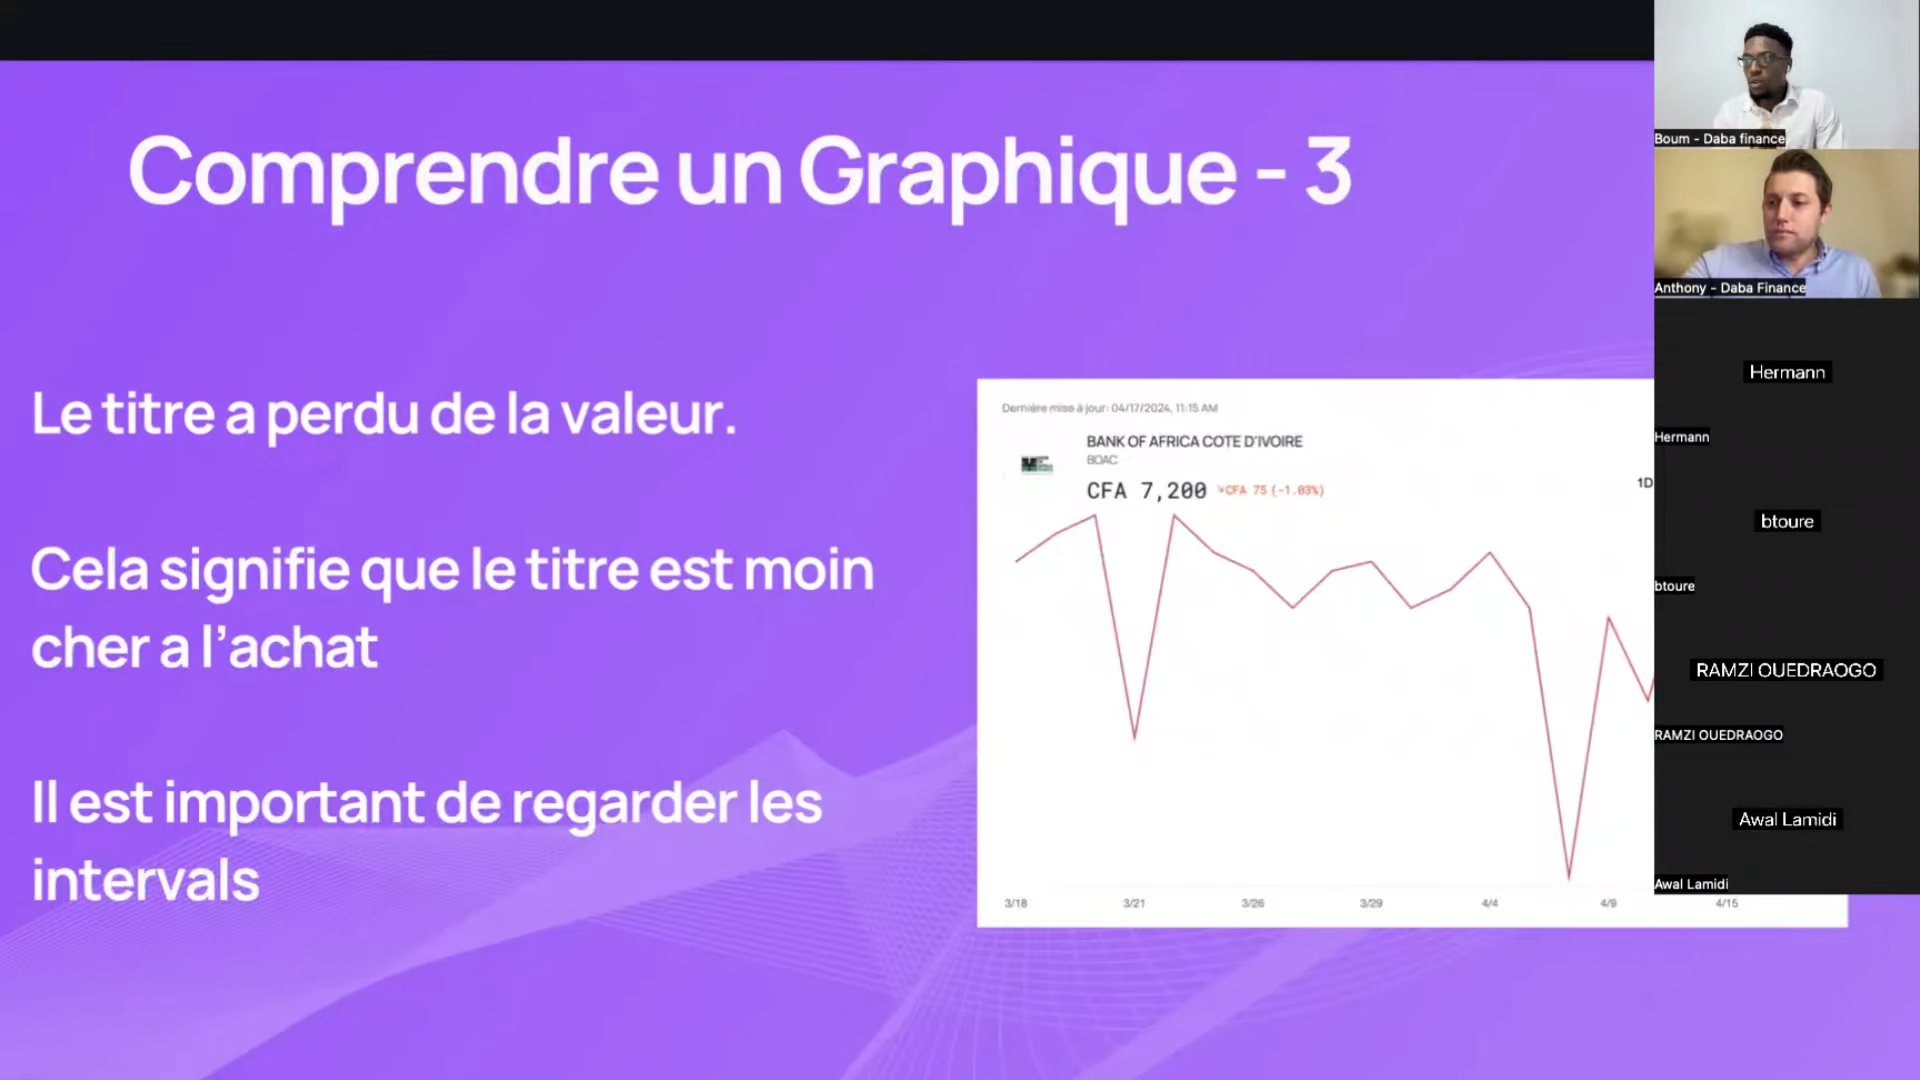 Comprendre un Graphique - 3
Le titre a perdu de la valeur.
Cela signifie que le titre est moin
cher a l'achat
Il est important de regarder les
intervals
Dernière mise à jour: 04/17/2024, 11:15 AM
BANK OF AFRICA COTE D'IVOIRE
BOAC
CFA 7,200 CFA 75 (-1.03%)
1D
3/18 3/21 3/26 3/29 4/4 4/9 4/15
Boum - Daba finance
Anthony - Daba Finance
Hermann
Hermann
btoure
btoure
RAMZI OUEDRAOGO
RAMZI OUEDRAOGO
Awal Lamidi
Awal Lamidi